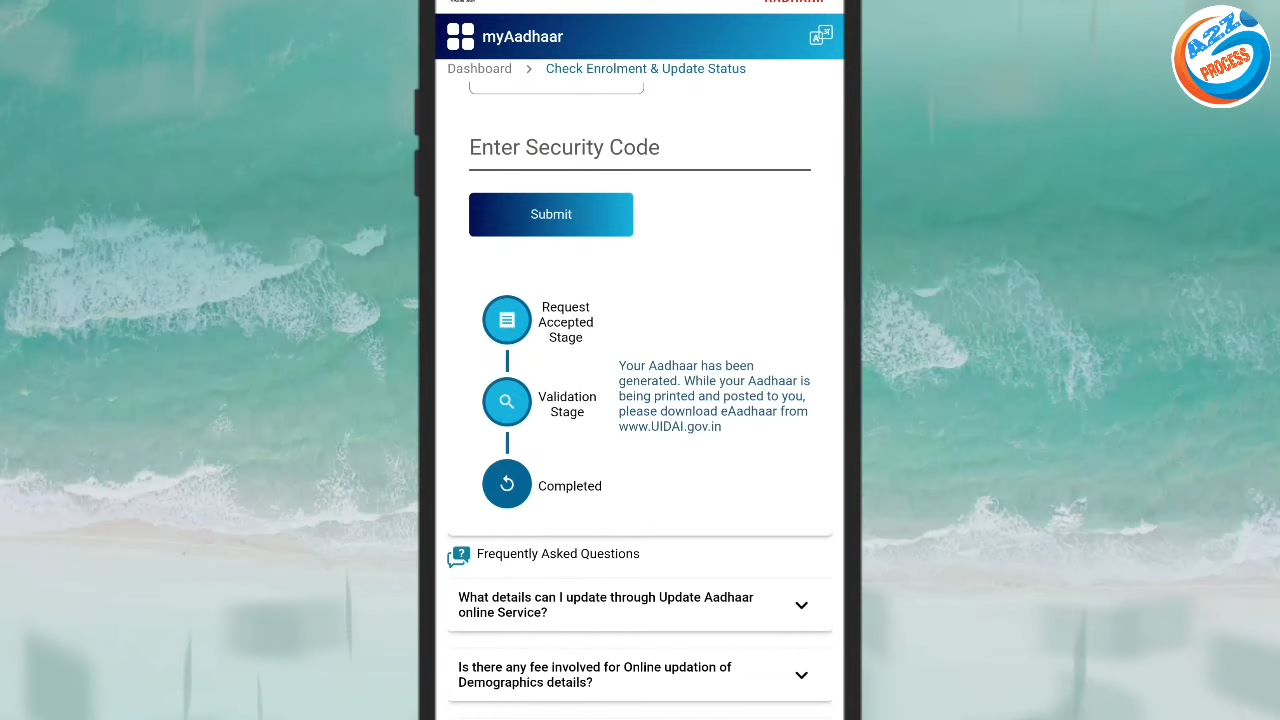 myAadhaar
Dashboard > Check Enrolment & Update Status
Enter Security Code
Submit
Request
Accepted
Stage
Your Aadhaar has been
generated. While your Aadhaar is
being printed and posted to you,
please download eAadhaar from
www.UIDAI.gov.in
Validation
Stage
Completed
Frequently Asked Questions
What details can I update through Update Aadhaar
online Service?
Is there any fee involved for Online updation of
Demographics details?
A2Z
PROCESS